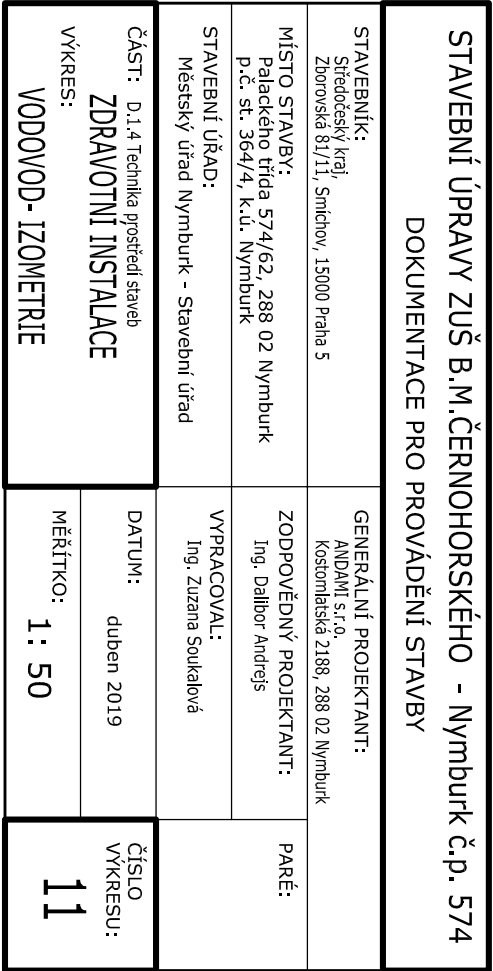 STAVEBNÍ ÚPRAVY ZUŠ B.M.ČERNOHORSKÉHO - Nymburk č.p. 574
DOKUMENTACE PRO PROVÁDĚNÍ STAVBY
STAVEBNÍK:
Středočeský kraj,
Zborovská 81/11, Smíchov, 15000 Praha 5
GENERÁLNÍ PROJEKTANT:
ANDAMI s.r.o.
Kostomlatská 2188, 288 02 Nymburk
MÍSTO STAVBY:
Palackého třída 574/62, 288 02 Nymburk
p.č. st. 364/4, k.ú. Nymburk
ZODPOVĚDNÝ PROJEKTANT:
Ing. Dalibor Andrejs
PARÉ:
STAVEBNÍ ÚŘAD:
Městský úřad Nymburk - Stavební úřad
VYPRACOVAL:
Ing. Zuzana Soukalová
ČÁST: D.1.4 Technika prostředí staveb
ZDRAVOTNI INSTALACE
VÝKRES:
VODOVOD- IZOMETRIE
DATUM:
duben 2019
MĚŘÍTKO:
1: 50
ČÍSLO
VÝKRESU:
11